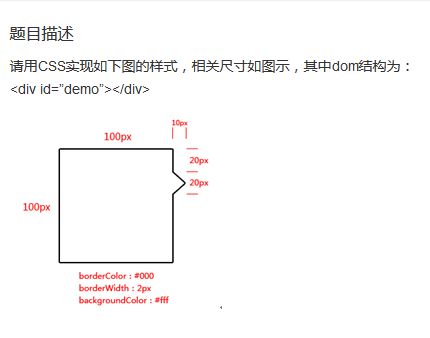 题目描述
请用CSS实现如下图的样式，相关尺寸如图示，其中dom结构为：
<div id="demo"></div>
10px
100px
20px
20px
100px
borderColor：#000
borderWidth：2px
backgroundColor：#fff